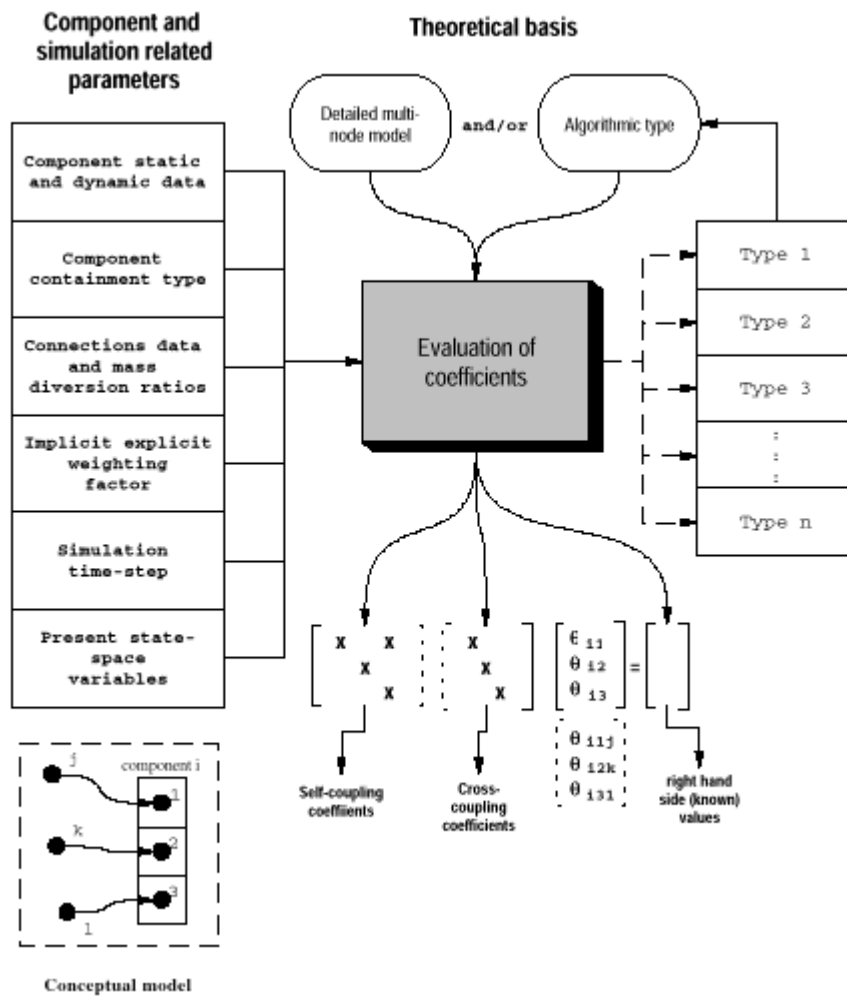 Component and
simulation related
parameters
Theoretical basis
Detailed multi-
node model
and/or
Algorithmic type
Component static
and dynamic data
Component
containment type
Connections data
and mass
diversion ratios
Implicit explicit
weighting
factor
Simulation
time-step
Present state-
space
variables
Evaluation of
coefficients
Type 1
Type 2
Type 3
:
:
:
Type n
X X
X
X
X
X
X
θ i1
θ i2
θ i3
=
θ i1j
θ i2k
θ i3l
Self-coupling
coeffiients
Cross-
coupling
coefficients
right hand
side (known)
values
j
component i
1
k
2
3
l
Conceptual model